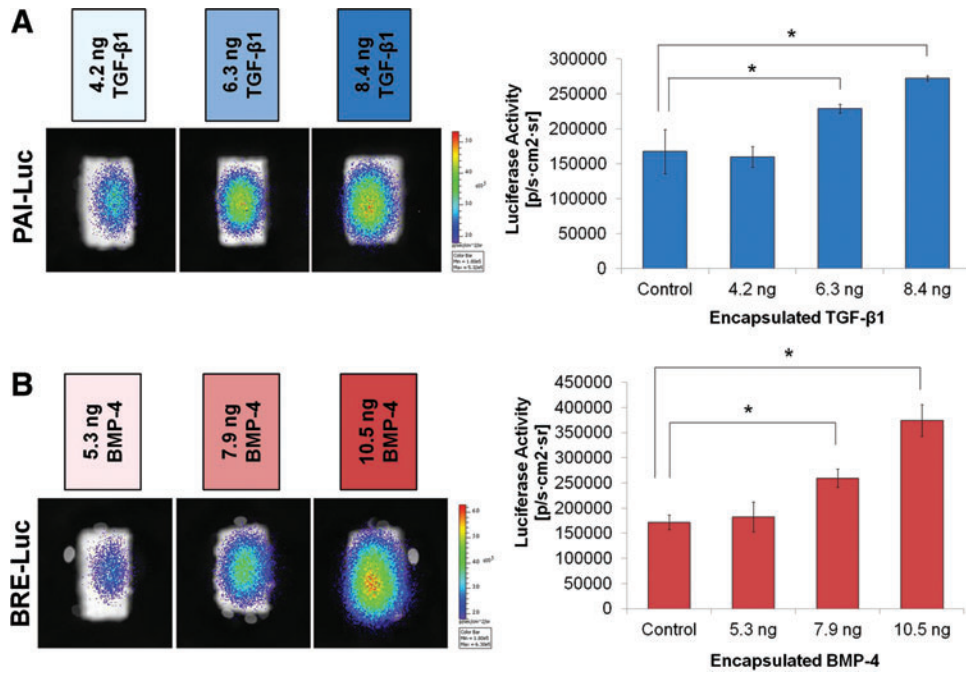 A
4.2 ng
TGF-β1
6.3 ng
TGF-β1
8.4 ng
TGF-β1
PAI-Luc
Color Bar
Luciferase Activity
[p/s·cm2·sr]
300000
250000
200000
150000
100000
50000
0
*
*
Control
4.2 ng
6.3 ng
8.4 ng
Encapsulated TGF-β1
B
5.3 ng
BMP-4
7.9 ng
BMP-4
10.5 ng
BMP-4
BRE-Luc
Color Bar
Luciferase Activity
[p/s·cm2·sr]
450000
400000
350000
300000
250000
200000
150000
100000
50000
0
*
*
Control
5.3 ng
7.9 ng
10.5 ng
Encapsulated BMP-4